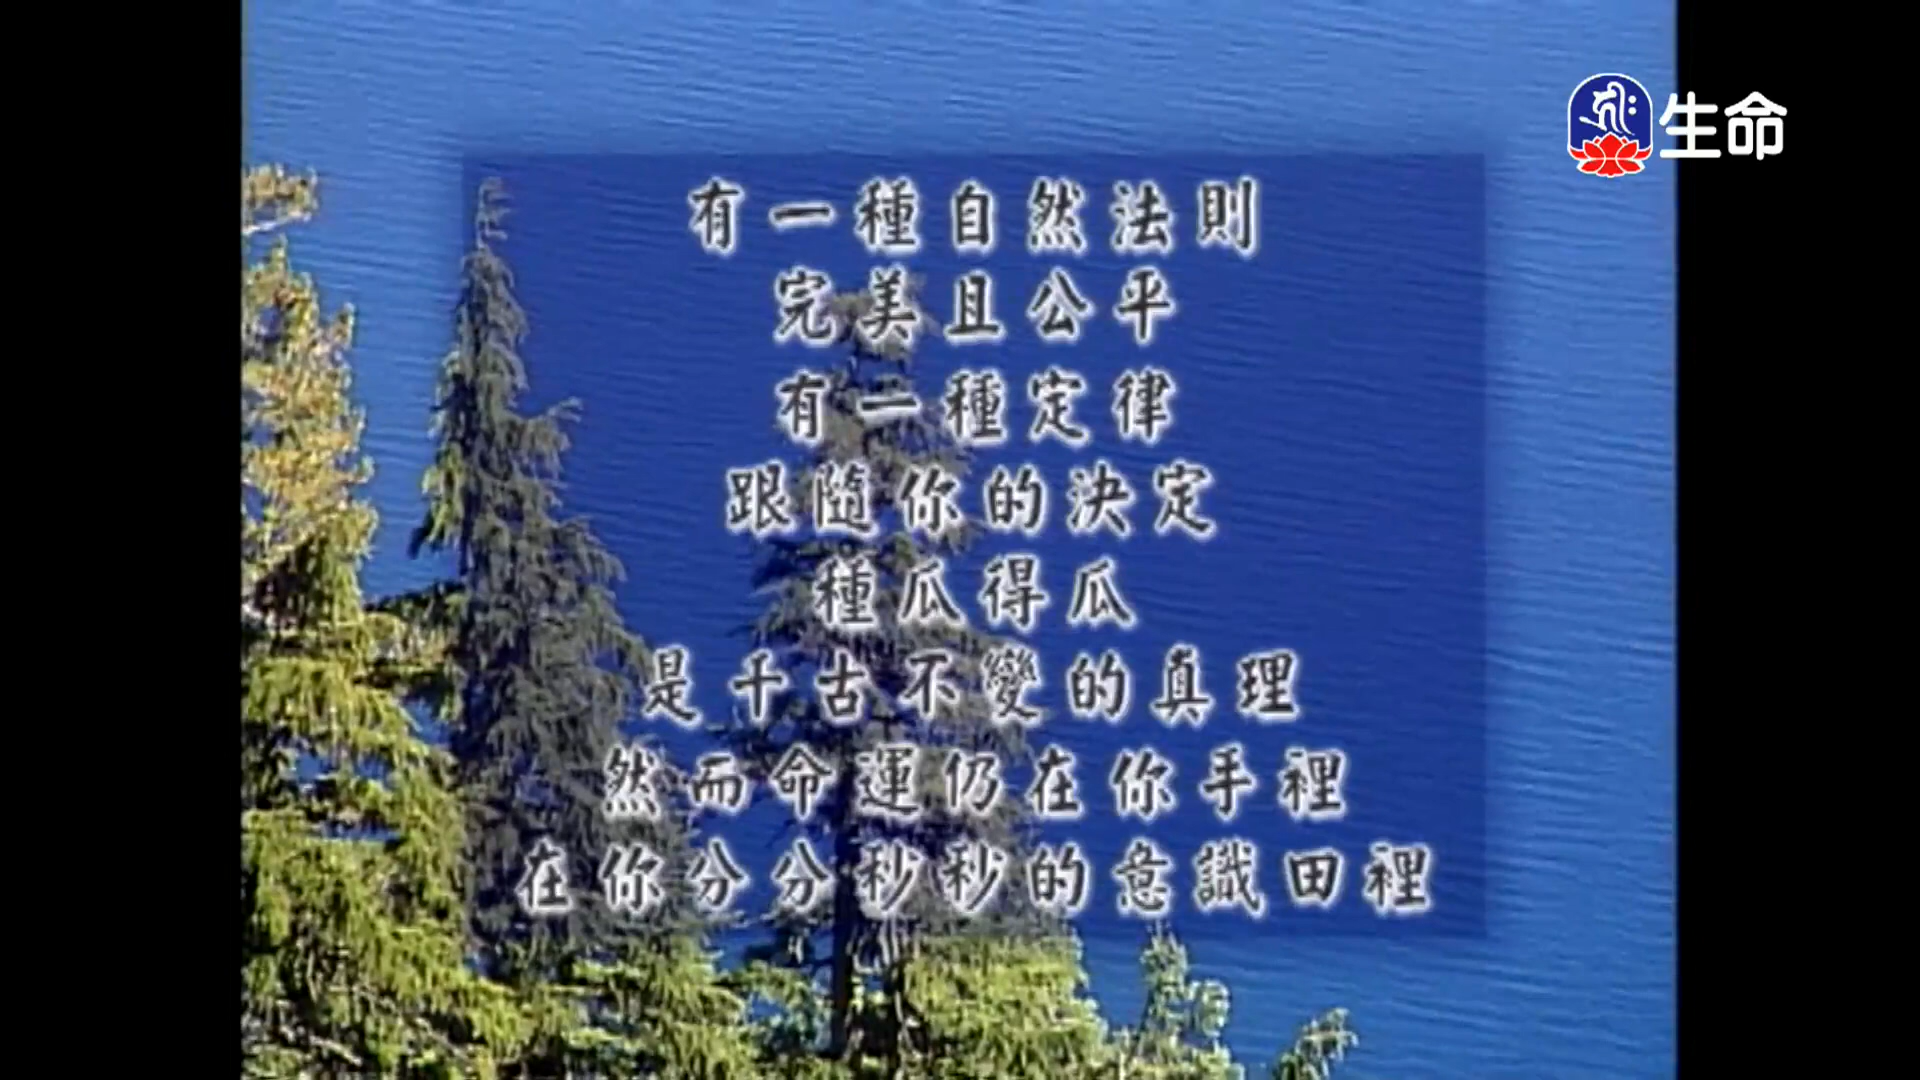 生命
有一種自然法則
完美且公平
有一種定律
跟隨你的決定
種瓜得瓜
是千古不變的真理
然而命運仍在你手裡
在你分分秒秒的意識田裡